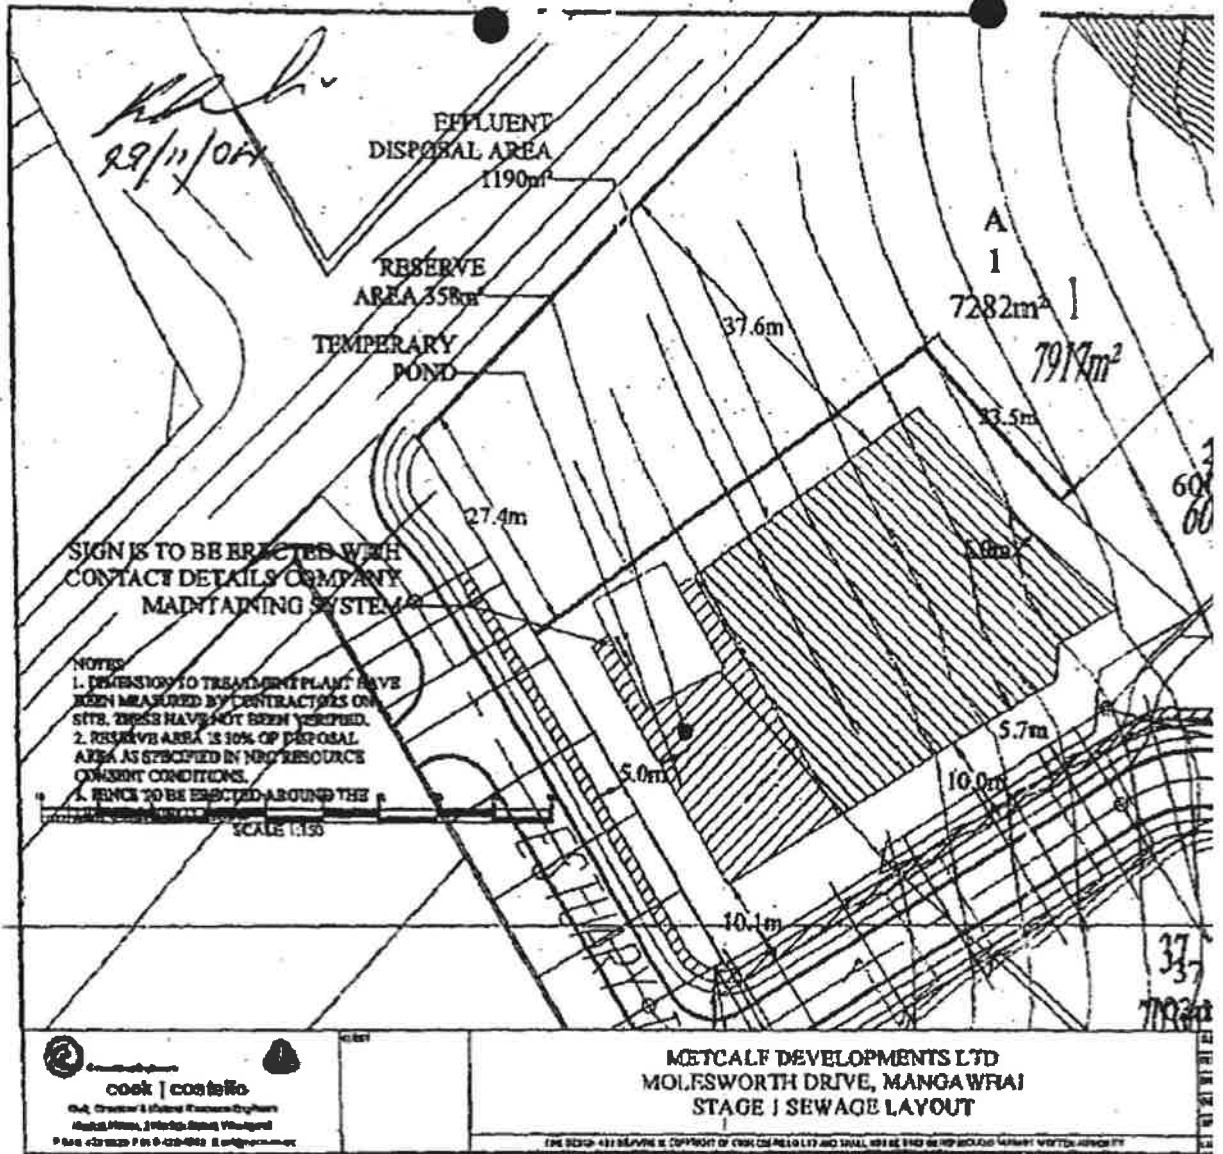 29/11/04
EFFLUENT
DISPOSAL AREA
1190m²
RESERVE
AREA 358m²
TEMPERARY
POND
A
1
7282m²
1
7917m²
37.6m
23.5m
27.4m
5.0m
SIGN IS TO BE ERECTED WITH
CONTACT DETAILS COMPANY
MAINTAINING SYSTEM
NOTES
1. DIMENSION TO TREATMENT PLANT HAVE
BEEN MEASURED BY CONTRACTORS ON
SITE. THESE HAVE NOT BEEN VERIFIED.
2. RESERVE AREA IS 30% OF DISPOSAL
AREA AS SPECIFIED IN NRC RESOURCE
CONSENT CONDITIONS.
FENCE TO BE ERECTED AROUND THE
SCALE 1:150
5.0m
5.7m
10.0m
10.1m
ESTUARY
37
37
cook | costello
METCALF DEVELOPMENTS LTD
MOLESWORTH DRIVE, MANGAWHAI
STAGE 1 SEWAGE LAYOUT